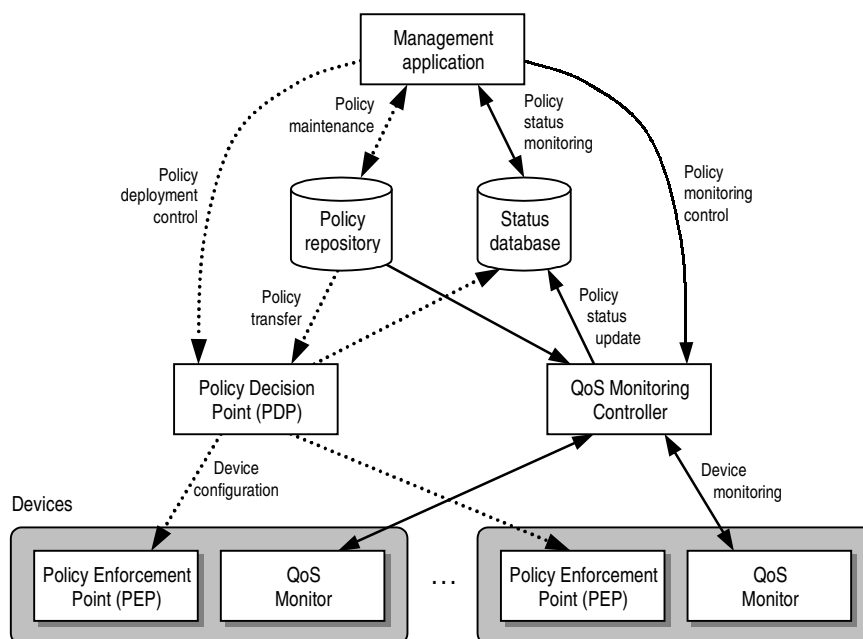 Management
application
Policy
maintenance
Policy
status
monitoring
Policy
deployment
control
Policy
monitoring
control
Policy
repository
Status
database
Policy
transfer
Policy
status
update
Policy Decision
Point (PDP)
QoS Monitoring
Controller
Device
configuration
Device
monitoring
Devices
Policy Enforcement
Point (PEP)
QoS
Monitor
...
Policy Enforcement
Point (PEP)
QoS
Monitor